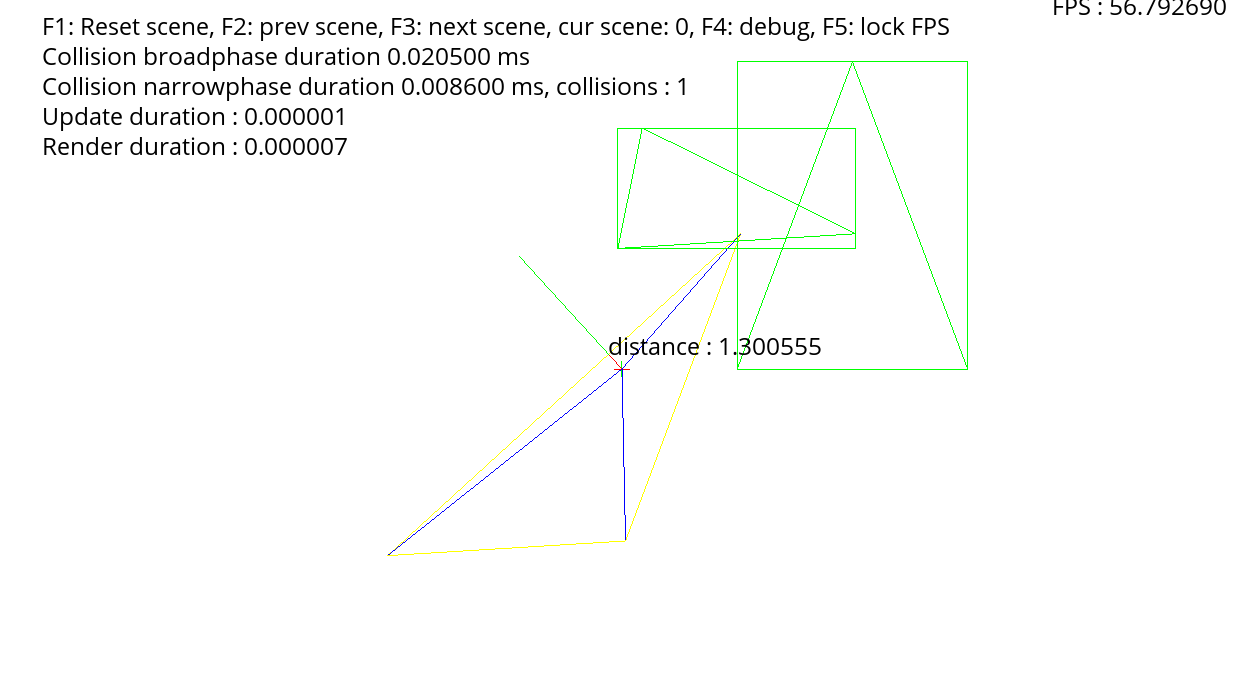 FPS : 56.792690
F1: Reset scene, F2: prev scene, F3: next scene, cur scene: 0, F4: debug, F5: lock FPS
Collision broadphase duration 0.020500 ms
Collision narrowphase duration 0.008600 ms, collisions : 1
Update duration : 0.000001
Render duration : 0.000007
distance : 1.300555